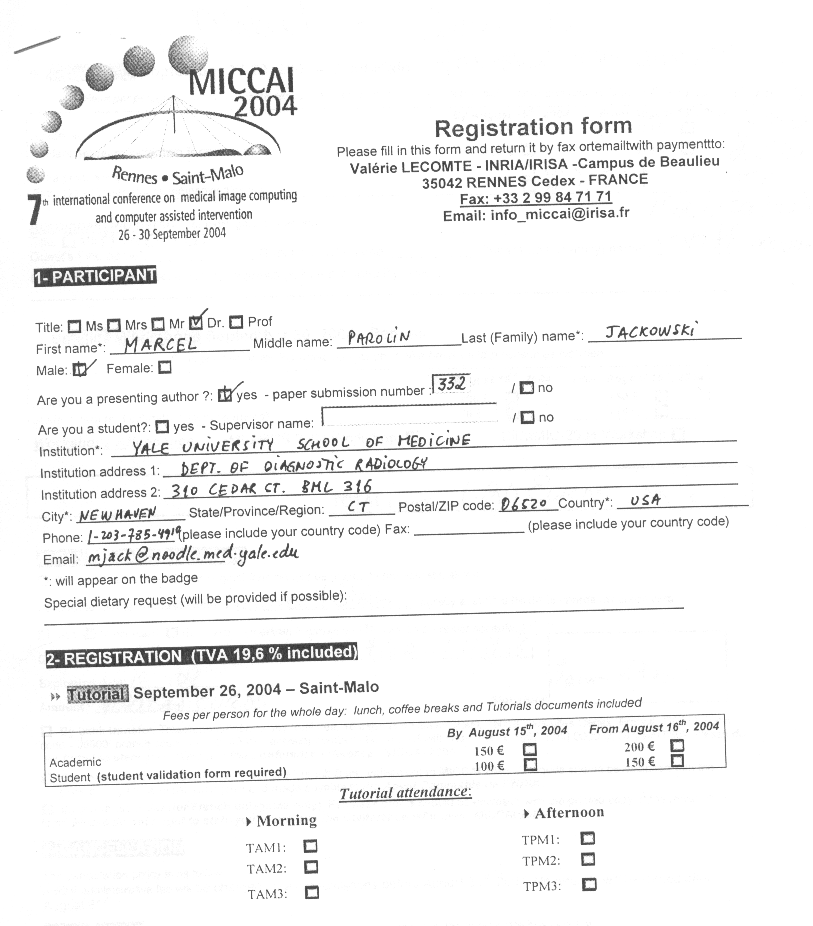 MICCAI
2004
Rennes • Saint-Malo
7th international conference on medical image computing
and computer assisted intervention
26 - 30 September 2004
Registration form
Please fill in this form and return it by fax ortemailtwith paymenttto:
Valérie LECOMTE - INRIA/IRISA -Campus de Beaulieu
35042 RENNES Cedex - FRANCE
Fax: +33 2 99 84 71 71
Email: info_miccai@irisa.fr
1- PARTICIPANT
Title: ☐ Ms ☐ Mrs ☐ Mr ☑ Dr. ☐ Prof
First name*: MARCEL Middle name: PAROLIN Last (Family) name*: JACKOWSKI
Male: ☑ Female: ☐
Are you a presenting author ?: ☑ yes - paper submission number : 332 / ☐ no
Are you a student?: ☐ yes - Supervisor name: / ☐ no
Institution*: YALE UNIVERSITY SCHOOL OF MEDICINE
Institution address 1: DEPT. OF DIAGNOSTIC RADIOLOGY
Institution address 2: 310 CEDAR CT. BML 316
City*: NEW HAVEN State/Province/Region: CT Postal/ZIP code: 06520 Country*: USA
Phone: 1-203-785-4919 (please include your country code) Fax: (please include your country code)
Email: mjack@noodle.med.yale.edu
*: will appear on the badge
Special dietary request (will be provided if possible):
2- REGISTRATION (TVA 19,6 % included)
›› Tutorial September 26, 2004 – Saint-Malo
Fees per person for the whole day: lunch, coffee breaks and Tutorials documents included
By August 15th, 2004 From August 16th, 2004
Academic 150 € ☐ 200 € ☐
Student (student validation form required) 100 € ☐ 150 € ☐
Tutorial attendance:
Morning Afternoon
TAM1: ☐ TPM1: ☐
TAM2: ☐ TPM2: ☐
TAM3: ☐ TPM3: ☐